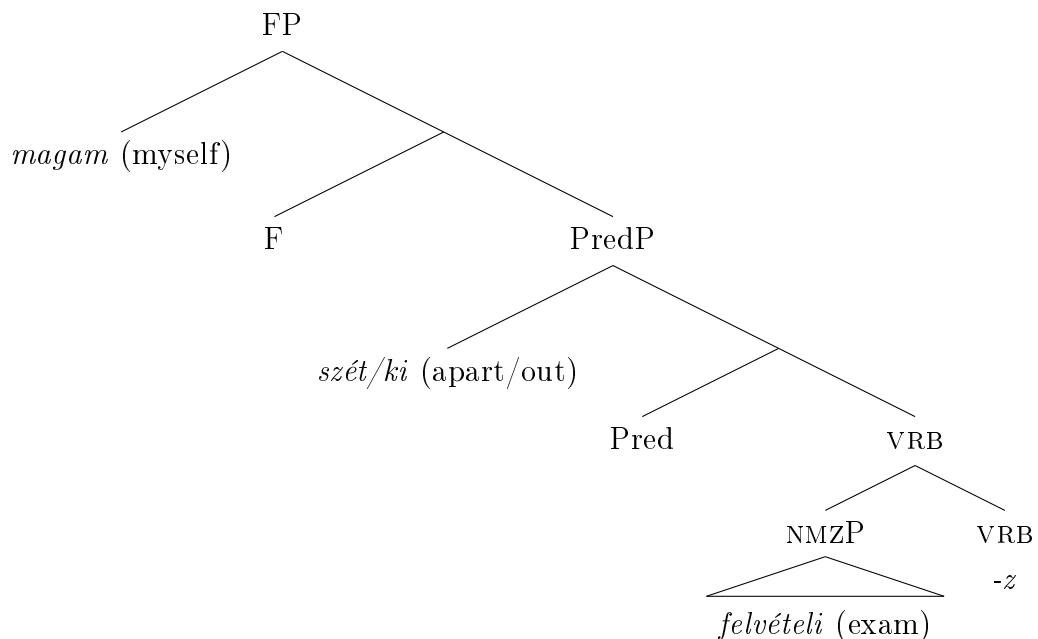 FP
magam (myself)
F
PredP
szét/ki (apart/out)
Pred
VRB
NMZP
VRB
-z
felvételi (exam)